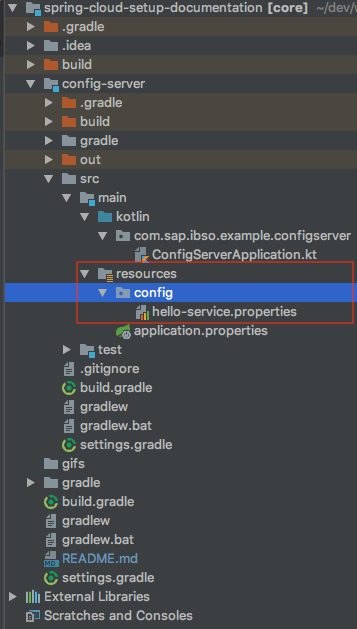 spring-cloud-setup-documentation [core] ~/dev/
.gradle
.idea
build
config-server
.gradle
build
gradle
out
src
main
kotlin
com.sap.ibso.example.configserver
ConfigServerApplication.kt
resources
config
hello-service.properties
application.properties
test
.gitignore
build.gradle
gradlew
gradlew.bat
settings.gradle
gifs
gradle
build.gradle
gradlew
gradlew.bat
MD README.md
settings.gradle
External Libraries
Scratches and Consoles